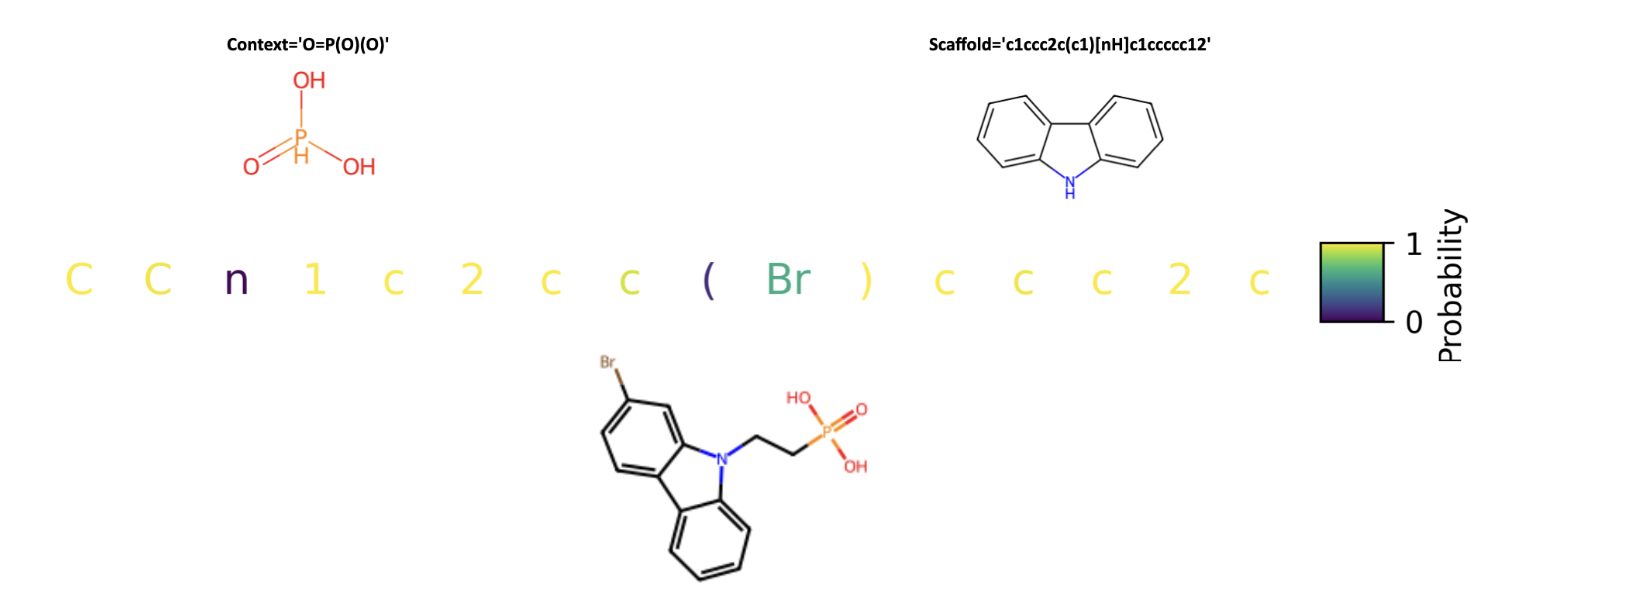 Context='O=P(O)(O)'
Scaffold='c1ccc2c(c1)[nH]c1ccccc12'
OH
P
H
O
OH
N
H
C C n 1 c 2 c c ( Br ) c c c 2 c
1
0
Probability
Br
HO
O
P
N
OH